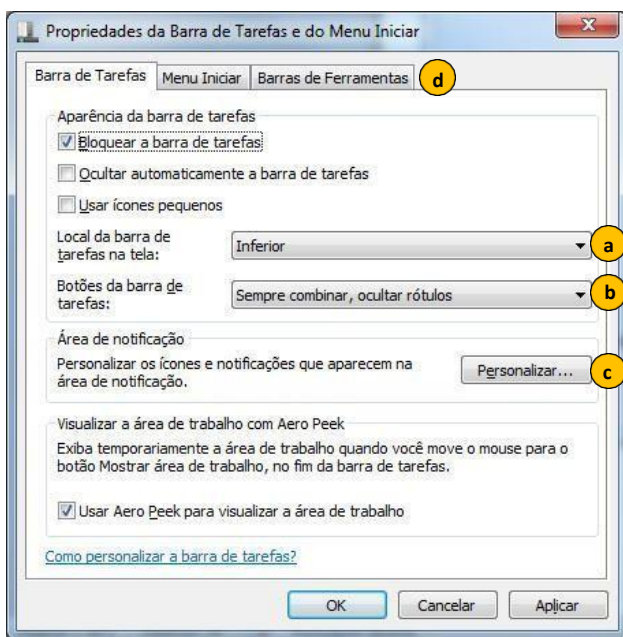 Propriedades da Barra de Tarefas e do Menu Iniciar
Barra de Tarefas Menu Iniciar Barras de Ferramentas d
Aparência da barra de tarefas
Bloquear a barra de tarefas
Ocultar automaticamente a barra de tarefas
Usar ícones pequenos
Local da barra de
tarefas na tela:
Inferior a
Botões da barra de
tarefas:
Sempre combinar, ocultar rótulos b
Área de notificação
Personalizar os ícones e notificações que aparecem na
área de notificação.
Personalizar... c
Visualizar a área de trabalho com Aero Peek
Exiba temporariamente a área de trabalho quando você move o mouse para o
botão Mostrar área de trabalho, no fim da barra de tarefas.
Usar Aero Peek para visualizar a área de trabalho
Como personalizar a barra de tarefas?
OK Cancelar Aplicar